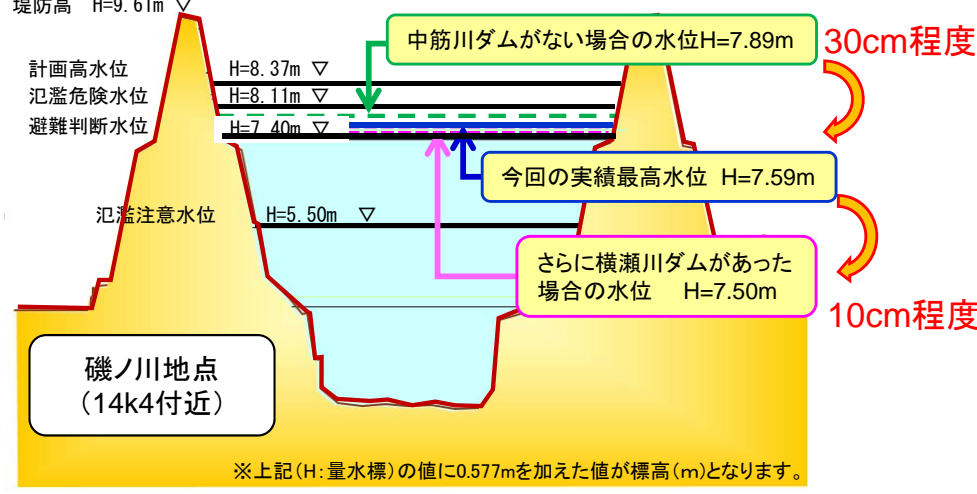 堤防高 H=9.61m ▽
中筋川ダムがない場合の水位H=7.89m
30cm程度
計画高水位 H=8.37m ▽
氾濫危険水位 H=8.11m ▽
避難判断水位 H=7.40m ▽
今回の実績最高水位 H=7.59m
氾濫注意水位 H=5.50m ▽
さらに横瀬川ダムがあった
場合の水位 H=7.50m
10cm程度
磯ノ川地点
（14k4付近）
※上記（H：量水標）の値に0.577mを加えた値が標高（m）となります。